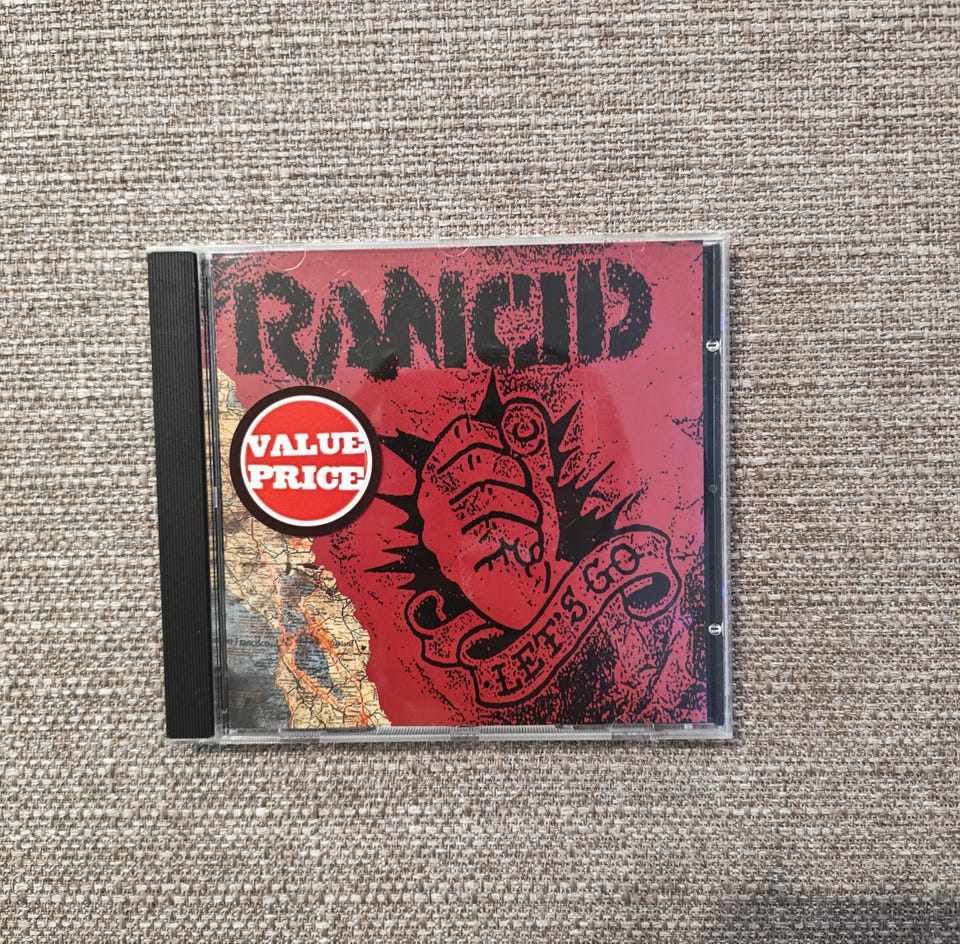 RANCID
VALUE
PRICE
·LET'S GO·